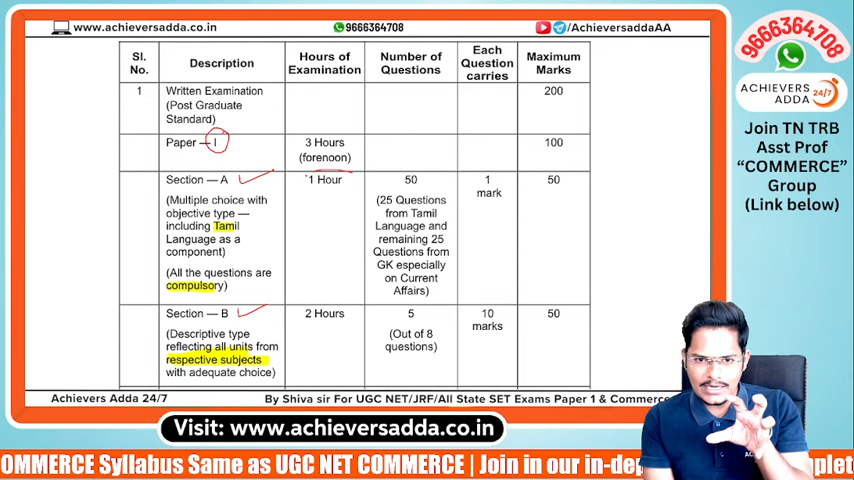 www.achieversadda.co.in
9666364708
/AchieversaddaAA
9666364708
ACHIEVERS
ADDA 24/7
Join TN TRB
Asst Prof
“COMMERCE”
Group
(Link below)
Sl. No. Description Hours of Examination Number of Questions Each Question carries Maximum Marks
1 Written Examination 200
(Post Graduate
Standard)
Paper — I 3 Hours 100
(forenoon)
Section — A 1 Hour 50 1 mark 50
(Multiple choice with
objective type —
including Tamil
Language as a
component)
(All the questions are
compulsory)
(25 Questions
from Tamil
Language and
remaining 25
Questions from
GK especially
on Current
Affairs)
Section — B 2 Hours 5 10 marks 50
(Descriptive type
reflecting all units from
respective subjects
with adequate choice)
(Out of 8
questions)
Achievers Adda 24/7 By Shiva sir For UGC NET/JRF/All State SET Exams Paper 1 & Commerce
Visit: www.achieversadda.co.in
OMMERCE Syllabus Same as UGC NET COMMERCE | Join in our in-de